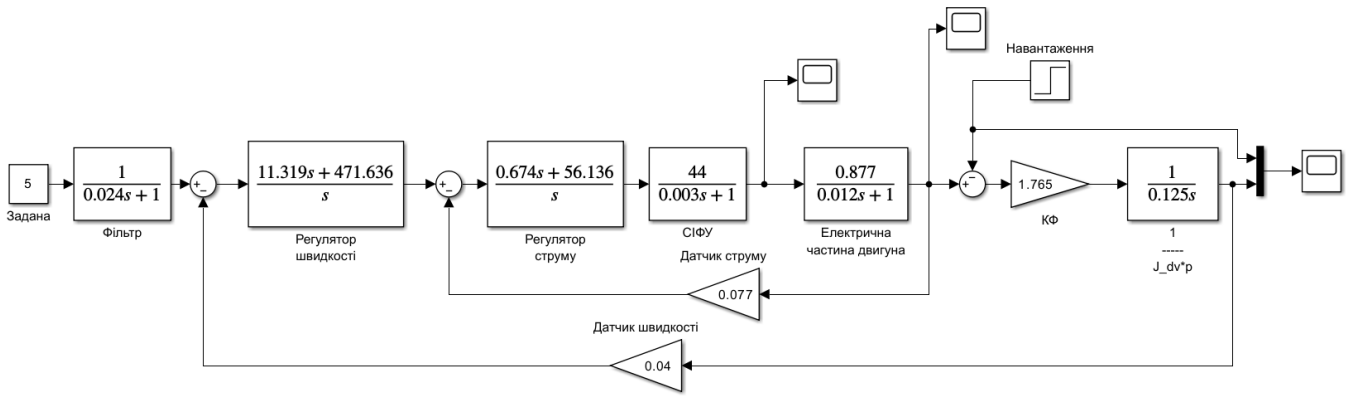 Навантаження
5
Задана
1
0.024s + 1
Фільтр
+
−
11.319s + 471.636
s
Регулятор
швидкості
+
−
0.674s + 56.136
s
Регулятор
струму
44
0.003s + 1
СІФУ
0.877
0.012s + 1
Електрична
частина двигуна
−
+
1.765
КФ
1
0.125s
1
-----
J_dv*p
Датчик струму
0.077
Датчик швидкості
0.04